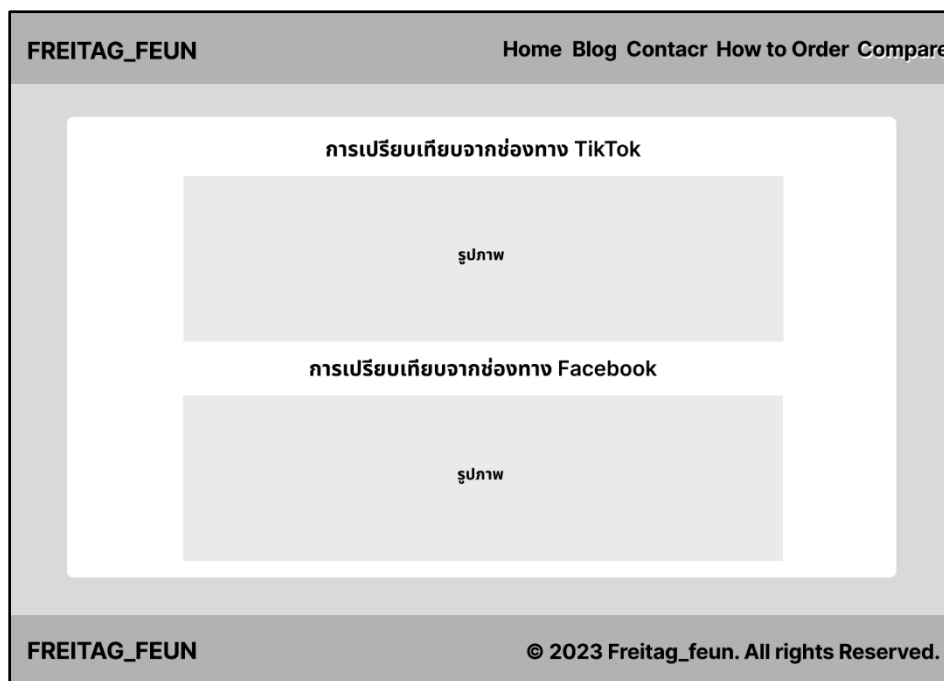 FREITAG_FEUN
Home Blog Contacr How to Order Compare
การเปรียบเทียบจากช่องทาง TikTok
รูปภาพ
การเปรียบเทียบจากช่องทาง Facebook
รูปภาพ
FREITAG_FEUN
© 2023 Freitag_feun. All rights Reserved.